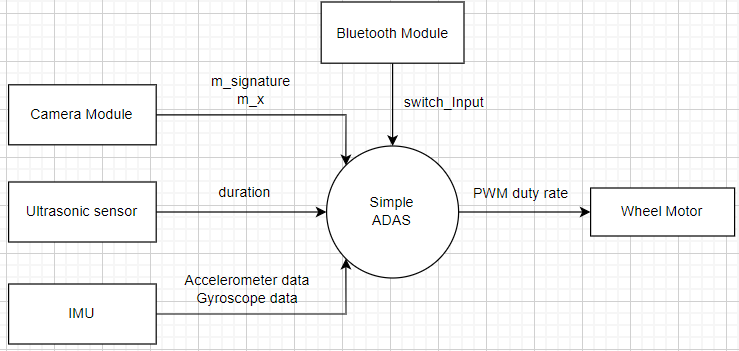 Bluetooth Module
m_signature
m_x
switch_Input
Camera Module
duration
Ultrasonic sensor
Simple
ADAS
PWM duty rate
Wheel Motor
Accelerometer data
Gyroscope data
IMU